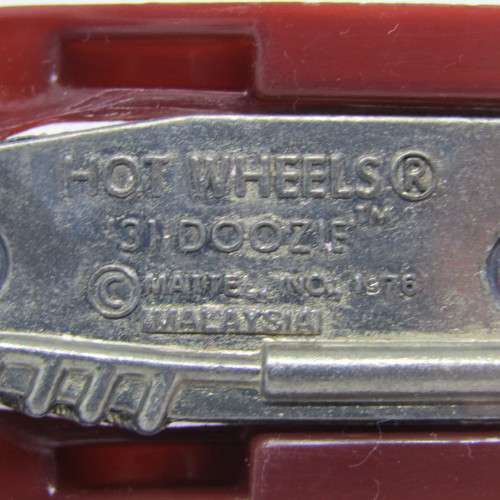 HOT WHEELS®
'31 DOOZIE™
© MATTEL, INC. 1976
MALAYSIA